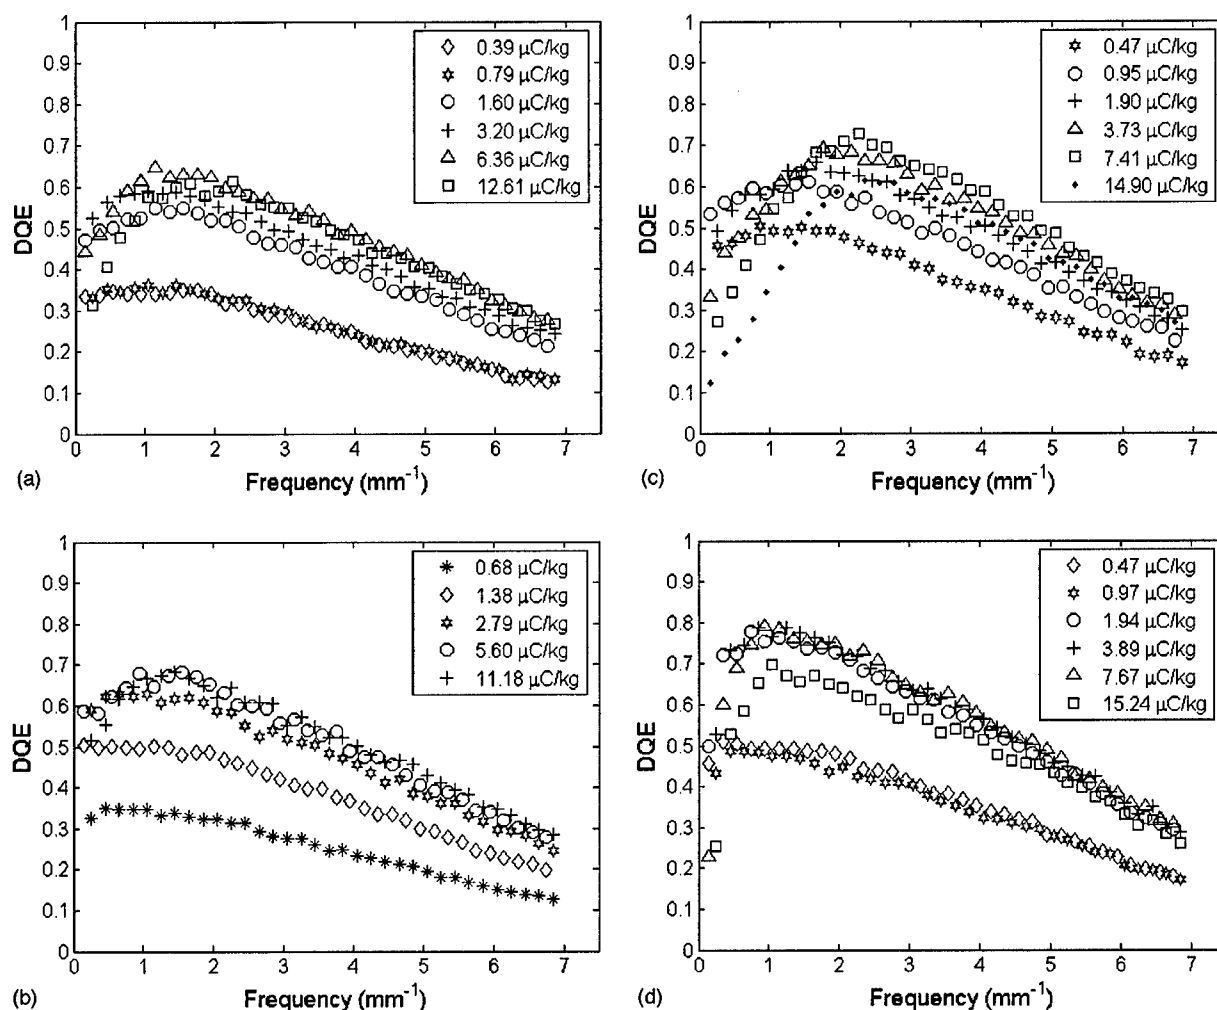 1
0.9
0.8
0.7
0.6
0.5
0.4
0.3
0.2
0.1
0
DQE
0.39 µC/kg
0.79 µC/kg
1.60 µC/kg
3.20 µC/kg
6.36 µC/kg
12.61 µC/kg
0 1 2 3 4 5 6 7
Frequency (mm⁻¹)
(a)
1
0.9
0.8
0.7
0.6
0.5
0.4
0.3
0.2
0.1
0
DQE
0.47 µC/kg
0.95 µC/kg
1.90 µC/kg
3.73 µC/kg
7.41 µC/kg
14.90 µC/kg
0 1 2 3 4 5 6 7
Frequency (mm⁻¹)
(c)
1
0.9
0.8
0.7
0.6
0.5
0.4
0.3
0.2
0.1
0
DQE
0.68 µC/kg
1.38 µC/kg
2.79 µC/kg
5.60 µC/kg
11.18 µC/kg
0 1 2 3 4 5 6 7
Frequency (mm⁻¹)
(b)
1
0.9
0.8
0.7
0.6
0.5
0.4
0.3
0.2
0.1
0
DQE
0.47 µC/kg
0.97 µC/kg
1.94 µC/kg
3.89 µC/kg
7.67 µC/kg
15.24 µC/kg
0 1 2 3 4 5 6 7
Frequency (mm⁻¹)
(d)